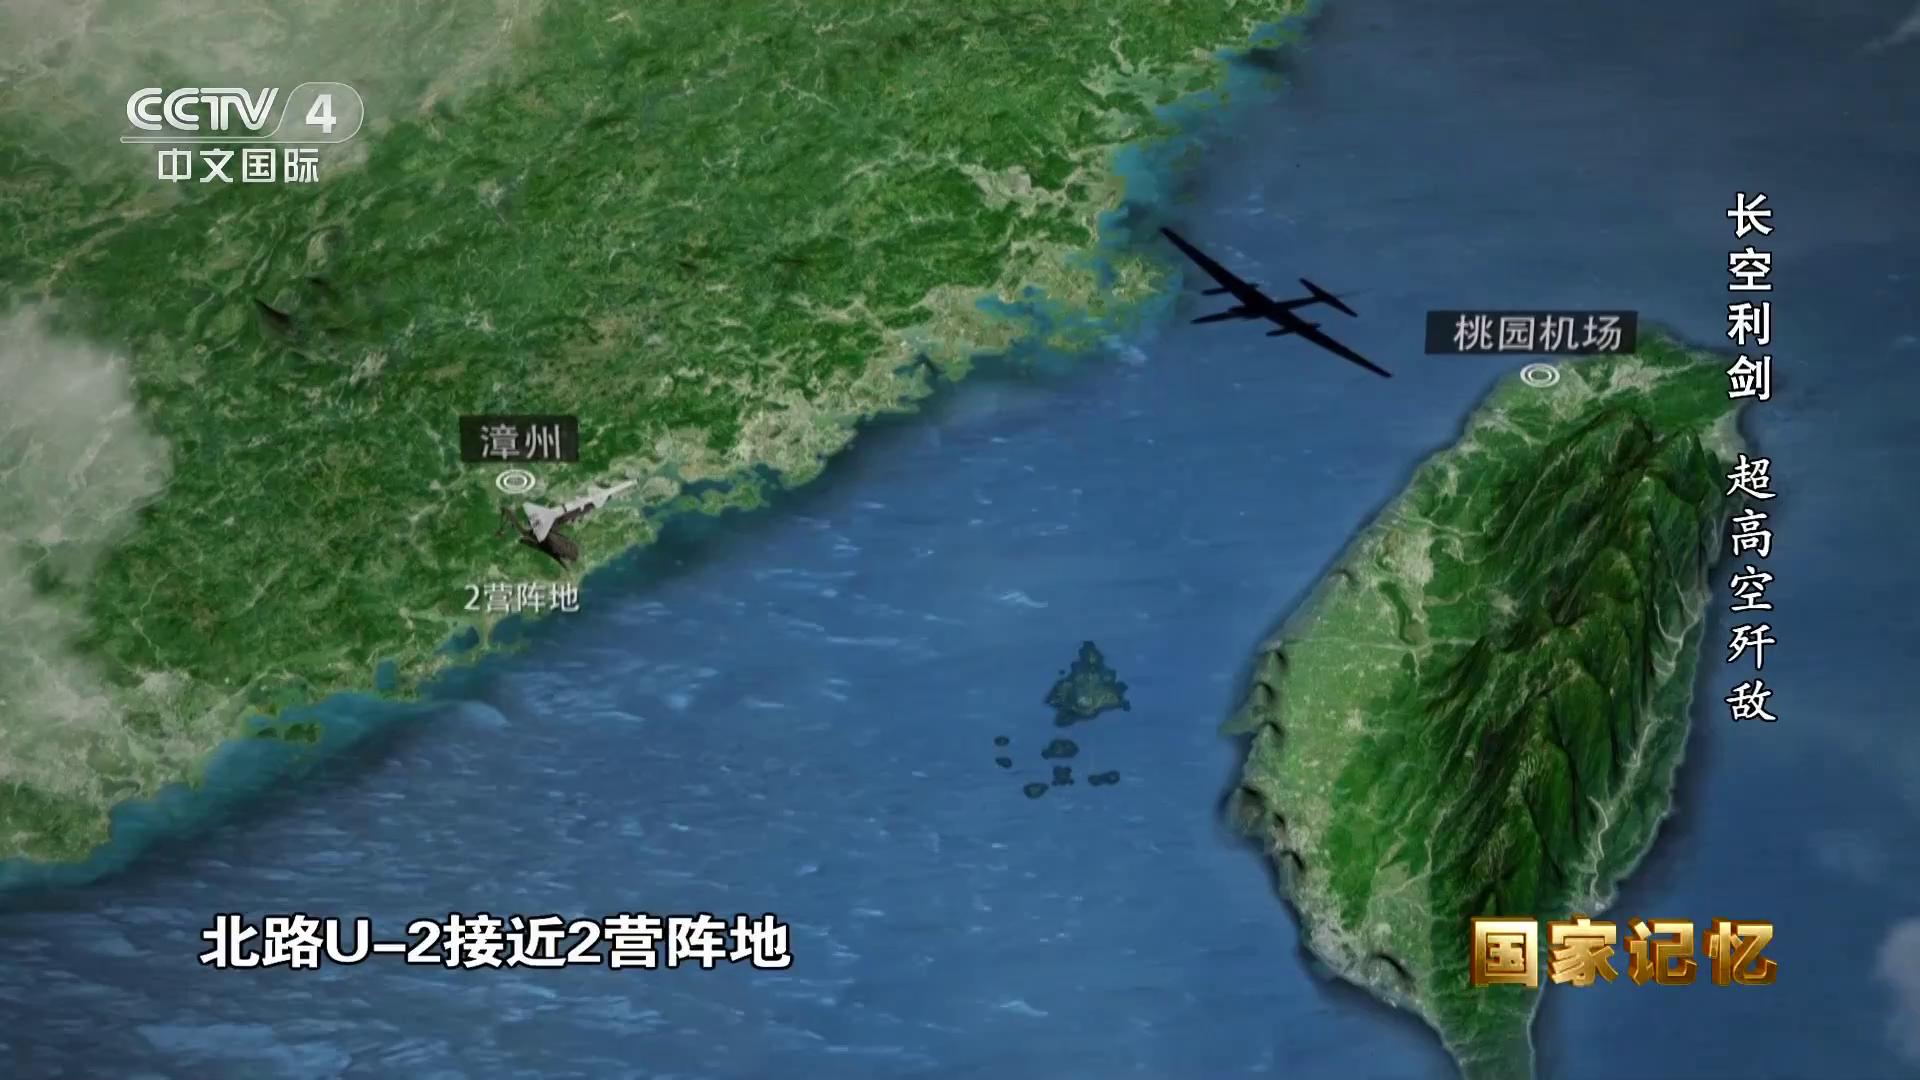 CCTV 4
中文国际
长空利剑 超高空歼敌
桃园机场
漳州
2营阵地
北路U-2接近2营阵地
国家记忆